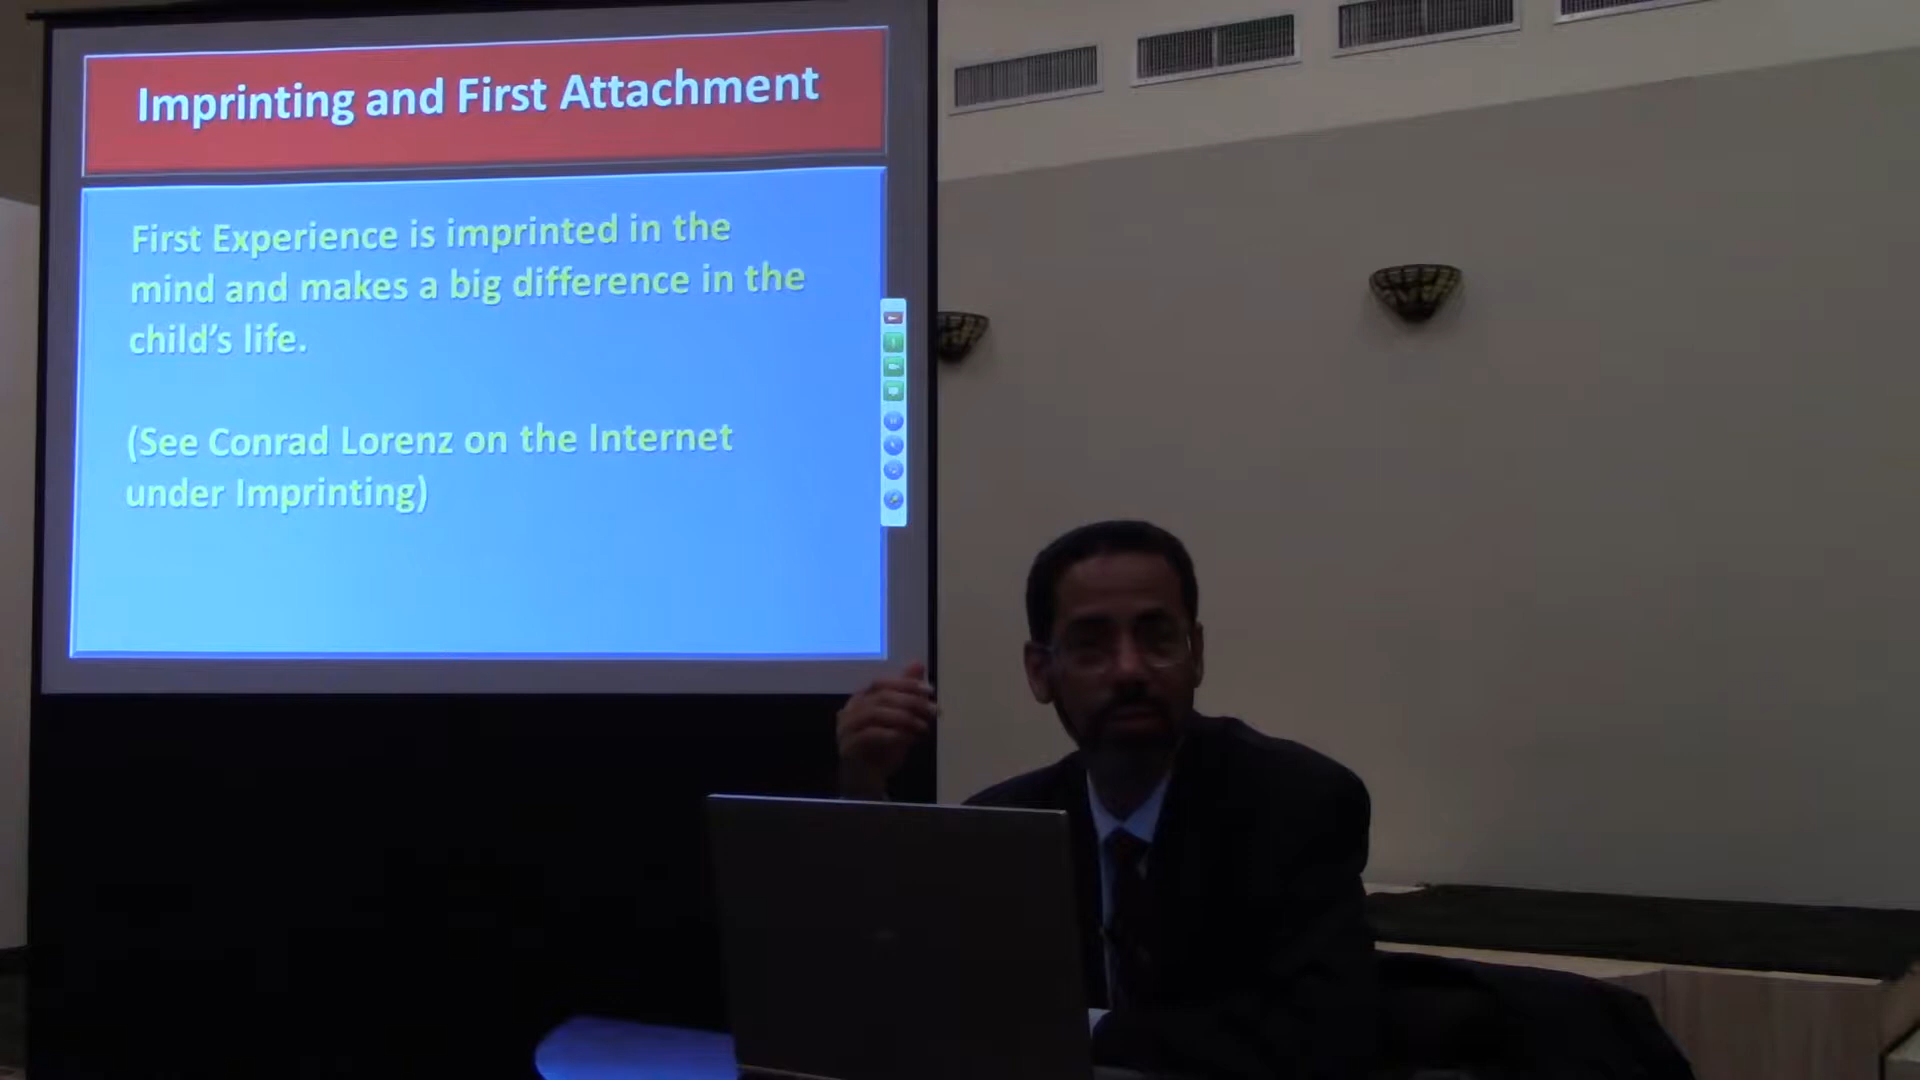 Imprinting and First Attachment
First Experience is imprinted in the
mind and makes a big difference in the
child's life.
(See Conrad Lorenz on the Internet
under Imprinting)